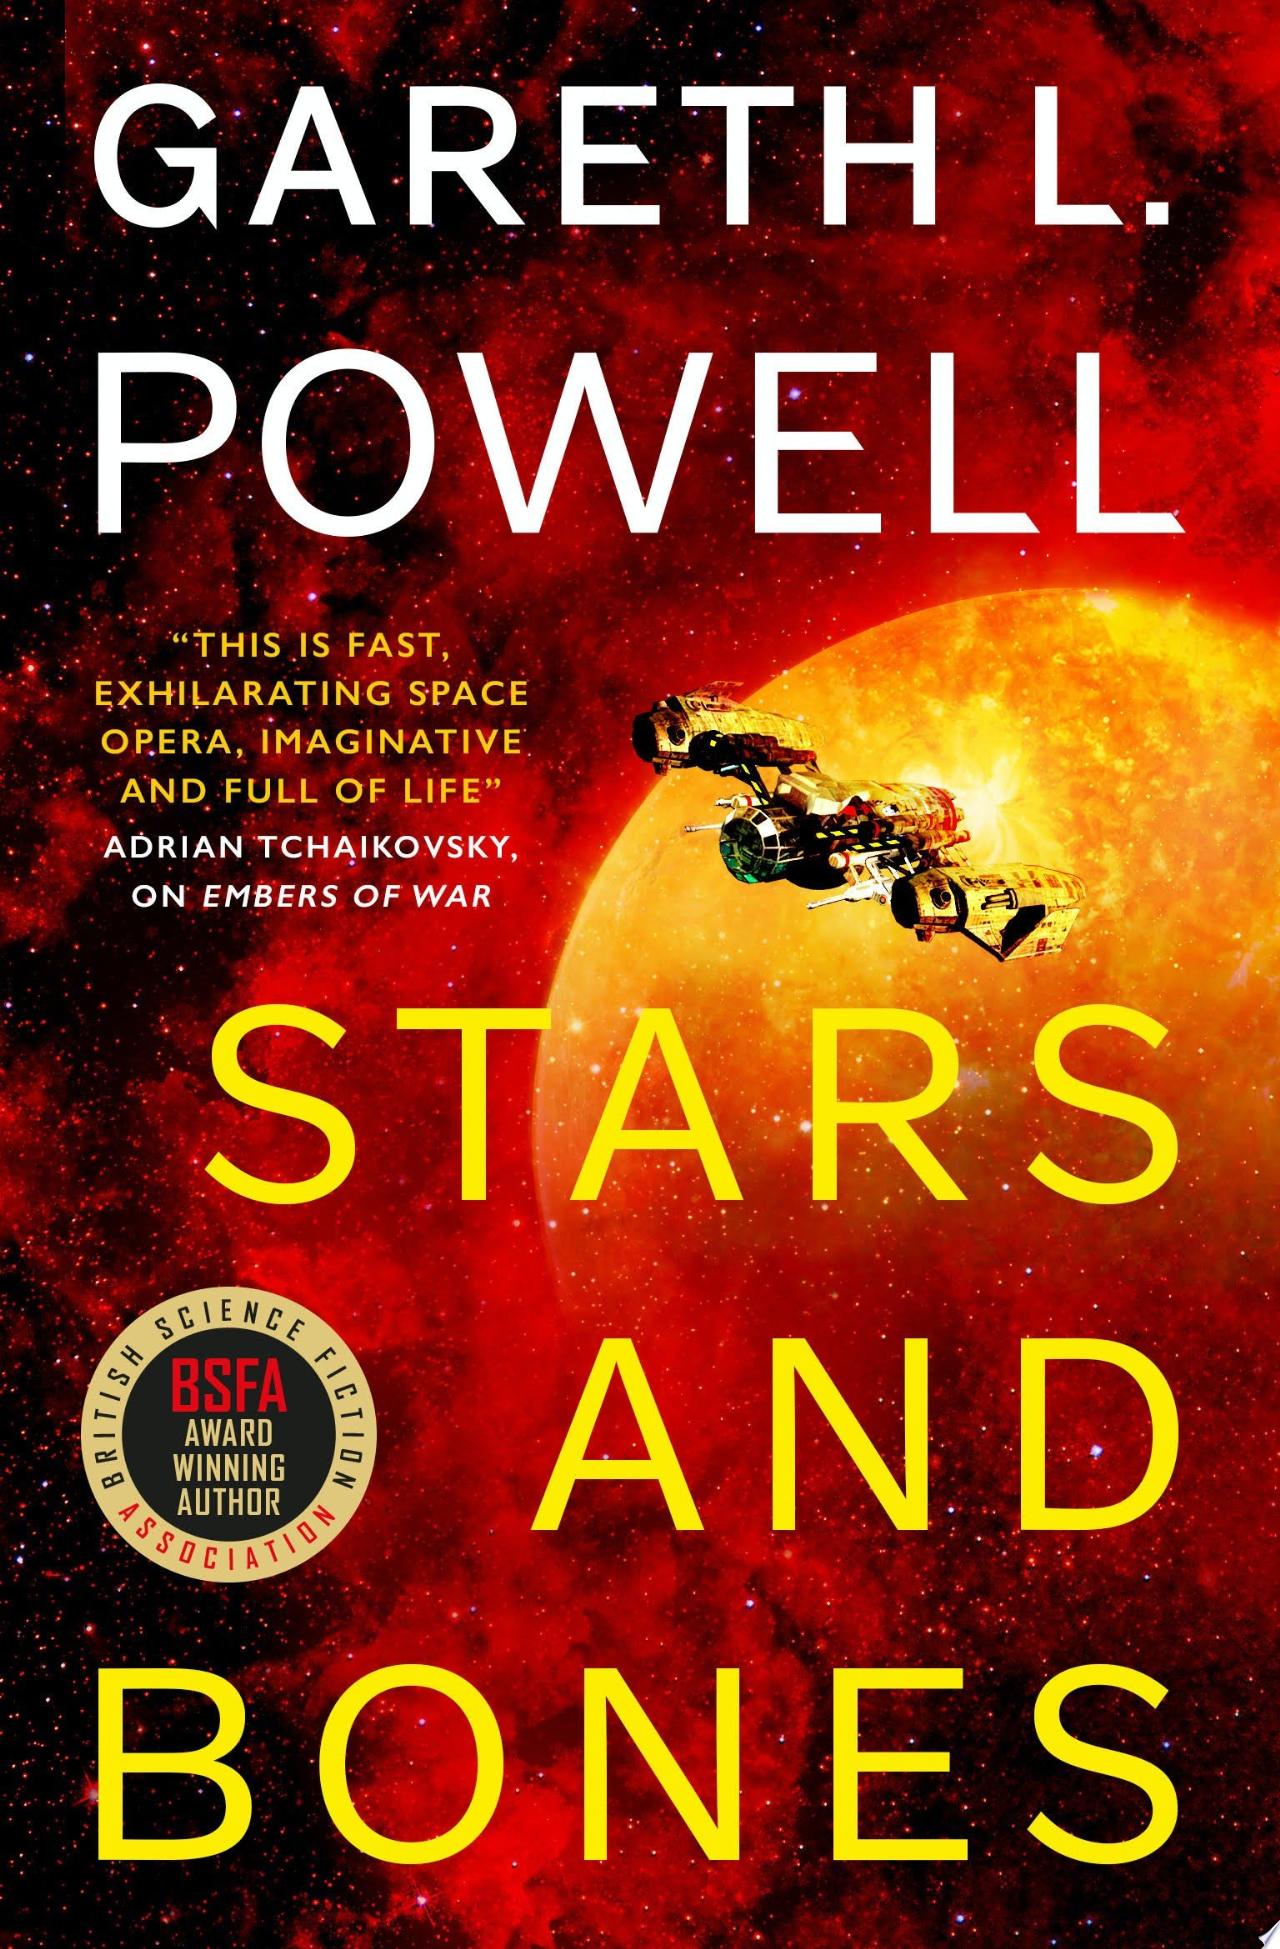 GARETH L.
POWELL
“THIS IS FAST,
EXHILARATING SPACE
OPERA, IMAGINATIVE
AND FULL OF LIFE”
ADRIAN TCHAIKOVSKY,
ON EMBERS OF WAR
STARS
AND
BONES
BRITISH SCIENCE FICTION
ASSOCIATION
BSFA
AWARD
WINNING
AUTHOR